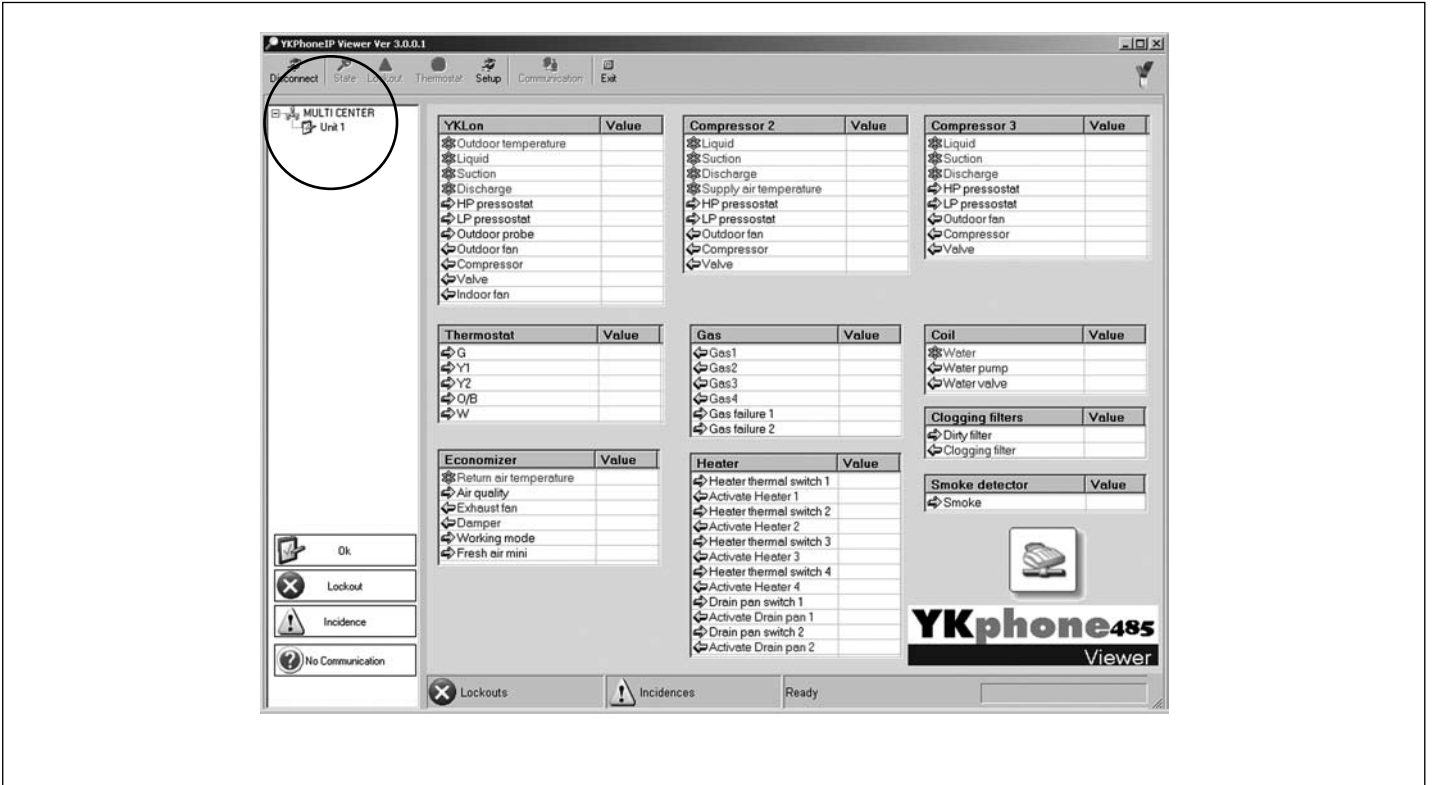 YKPhoneIP Viewer Ver 3.0.0.1
Disconnect State Lockout Thermostat Setup Communication Exit
MULTI CENTER
Unit 1
YKLon Value
Outdoor temperature
Liquid
Suction
Discharge
HP pressostat
LP pressostat
Outdoor probe
Outdoor fan
Compressor
Valve
Indoor fan
Compressor 2 Value
Liquid
Suction
Discharge
Supply air temperature
HP pressostat
LP pressostat
Outdoor fan
Compressor
Valve
Compressor 3 Value
Liquid
Suction
Discharge
HP pressostat
LP pressostat
Outdoor fan
Compressor
Valve
Thermostat Value
G
Y1
Y2
O/B
W
Gas Value
Gas1
Gas2
Gas3
Gas4
Gas failure 1
Gas failure 2
Coil Value
Water
Water pump
Water valve
Clogging filters Value
Dirty filter
Clogging filter
Economizer Value
Return air temperature
Air quality
Exhaust fan
Damper
Working mode
Fresh air mini
Heater Value
Heater thermal switch 1
Activate Heater 1
Heater thermal switch 2
Activate Heater 2
Heater thermal switch 3
Activate Heater 3
Heater thermal switch 4
Activate Heater 4
Drain pan switch 1
Activate Drain pan 1
Drain pan switch 2
Activate Drain pan 2
Smoke detector Value
Smoke
Ok
Lockout
Incidence
No Communication
YKphone485
Viewer
Lockouts Incidences Ready